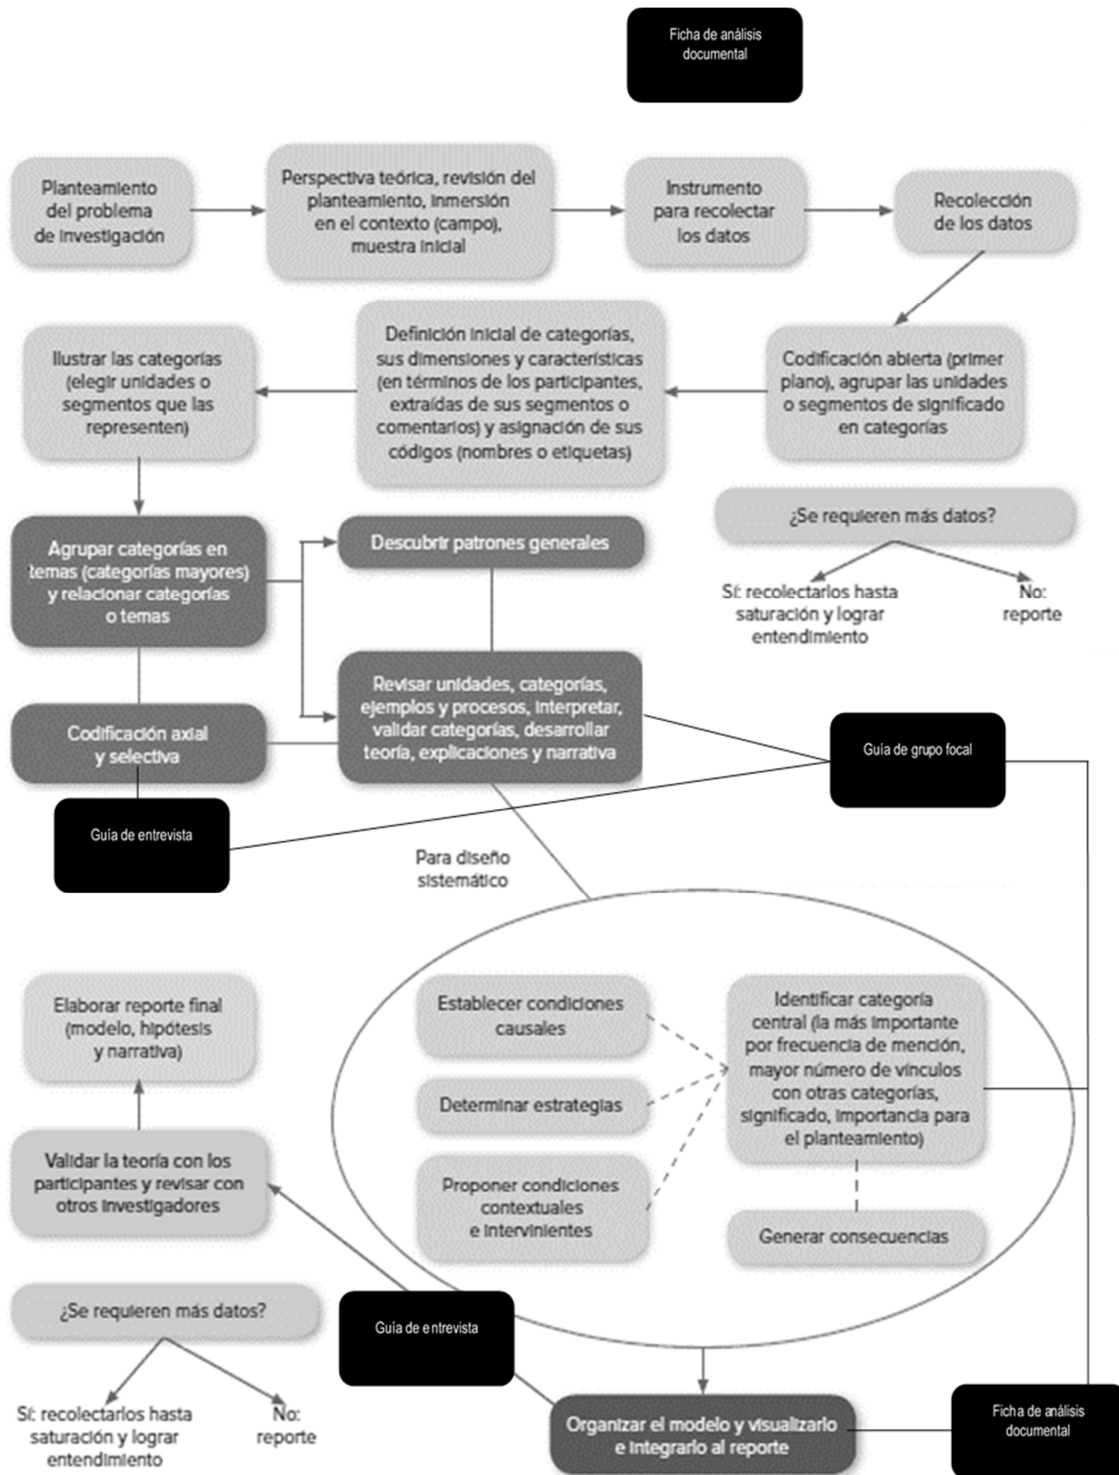 Ficha de análisis
documental
Planteamiento
del problema
de investigación
Perspectiva teórica, revisión del
planteamiento, inmersión
en el contexto (campo),
muestra inicial
Instrumento
para recolectar
los datos
Recolección
de los datos
Ilustrar las categorías
(elegir unidades o
segmentos que las
representen)
Definición inicial de categorías,
sus dimensiones y características
(en términos de los participantes,
extraídas de sus segmentos o
comentarios) y asignación de sus
códigos (nombres o etiquetas)
Codificación abierta (primer
plano), agrupar las unidades
o segmentos de significado
en categorías
¿Se requieren más datos?
Sí: recolectarlos hasta
saturación y lograr
entendimiento
No:
reporte
Agrupar categorías en
temas (categorías mayores)
y relacionar categorías
o temas
Descubrir patrones generales
Revisar unidades, categorías,
ejemplos y procesos, interpretar,
validar categorías, desarrollar
teoría, explicaciones y narrativa
Codificación axial
y selectiva
Guía de grupo focal
Guía de entrevista
Para diseño
sistemático
Elaborar reporte final
(modelo, hipótesis
y narrativa)
Establecer condiciones
causales
Identificar categoría
central (la más importante
por frecuencia de mención,
mayor número de vínculos
con otras categorías,
significado, importancia para
el planteamiento)
Determinar estrategias
Validar la teoría con los
participantes y revisar con
otros investigadores
Proponer condiciones
contextuales
e intervinientes
Generar consecuencias
¿Se requieren más datos?
Sí: recolectarlos hasta
saturación y lograr
entendimiento
No:
reporte
Guía de entrevista
Organizar el modelo y visualizarlo
e integrarlo al reporte
Ficha de análisis
documental